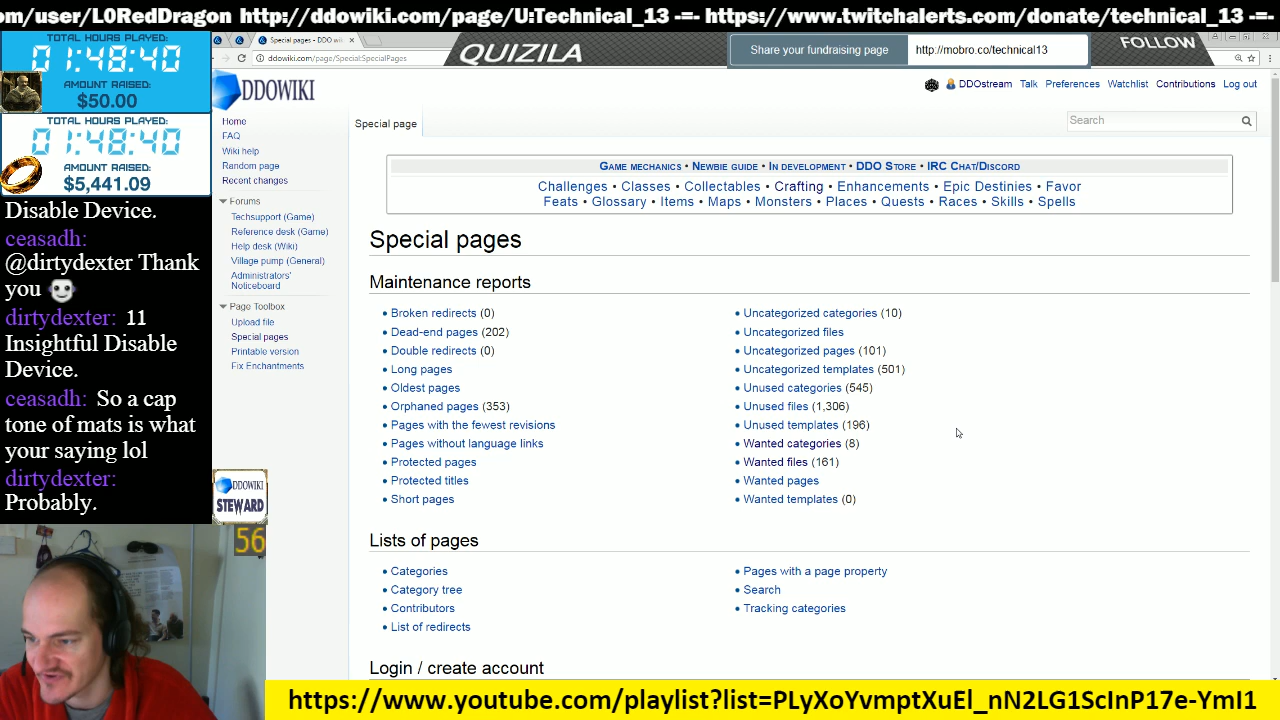 om/user/L0RedDragon http://ddowiki.com/page/U:Technical_13 -=- https://www.twitchalerts.com/donate/technical_13 -=-
TOTAL HOURS PLAYED:
01:48:40
AMOUNT RAISED:
$50.00
TOTAL HOURS PLAYED:
01:48:40
AMOUNT RAISED:
$5,441.09
Disable Device.
ceasadh:
@dirtydexter Thank
you
dirtydexter: 11
Insightful Disable
Device.
ceasadh: So a cap
tone of mats is what
your saying lol
dirtydexter:
Probably.
Special pages - DDO wi
ddowiki.com/page/Special:SpecialPages
QUIZILA
Share your fundraising page
http://mobro.co/technical13
FOLLOW
DDOWIKI
DDOstream Talk Preferences Watchlist Contributions Log out
Home
FAQ
Wiki help
Random page
Recent changes
Forums
Techsupport (Game)
Reference desk (Game)
Help desk (Wiki)
Village pump (General)
Administrators'
Noticeboard
Page Toolbox
Upload file
Special pages
Printable version
Fix Enchantments
DDOWIKI
STEWARD
56
Special page
Search
Game mechanics • Newbie guide • In development • DDO Store • IRC Chat/Discord
Challenges • Classes • Collectables • Crafting • Enhancements • Epic Destinies • Favor
Feats • Glossary • Items • Maps • Monsters • Places • Quests • Races • Skills • Spells
Special pages
Maintenance reports
Broken redirects (0)
Dead-end pages (202)
Double redirects (0)
Long pages
Oldest pages
Orphaned pages (353)
Pages with the fewest revisions
Pages without language links
Protected pages
Protected titles
Short pages
Uncategorized categories (10)
Uncategorized files
Uncategorized pages (101)
Uncategorized templates (501)
Unused categories (545)
Unused files (1,306)
Unused templates (196)
Wanted categories (8)
Wanted files (161)
Wanted pages
Wanted templates (0)
Lists of pages
Categories
Category tree
Contributors
List of redirects
Pages with a page property
Search
Tracking categories
Login / create account
https://www.youtube.com/playlist?list=PLyXoYvmptXuEl_nN2LG1ScInP17e-YmI1